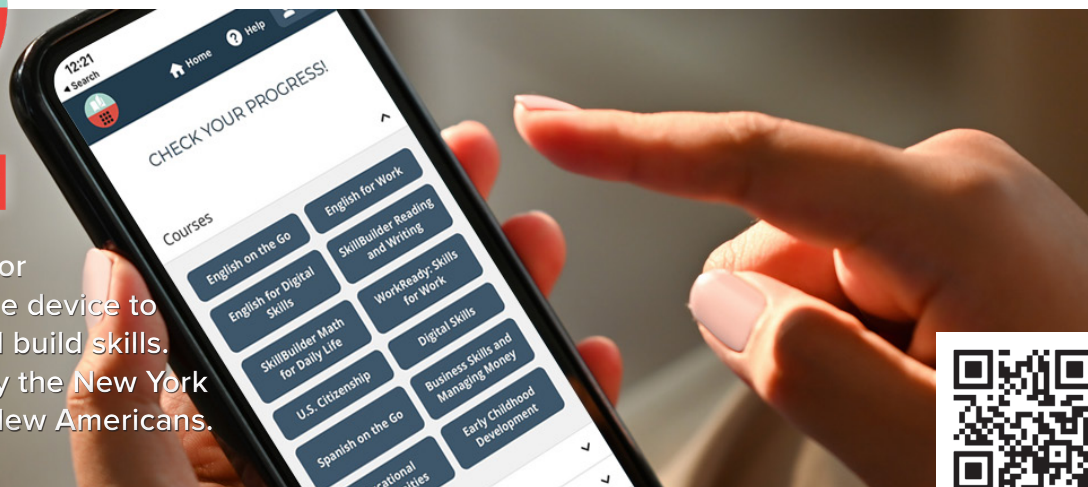 12:21
Search
Home
Help
CHECK YOUR PROGRESS!
Courses
English on the Go
English for Work
English for Digital
Skills
SkillBuilder Reading
and Writing
SkillBuilder Math
for Daily Life
WorkReady: Skills
for Work
U.S. Citizenship
Digital Skills
Spanish on the Go
Business Skills and
Managing Money
Early Childhood
Development
or
device to
build skills.
the New York
Americans.